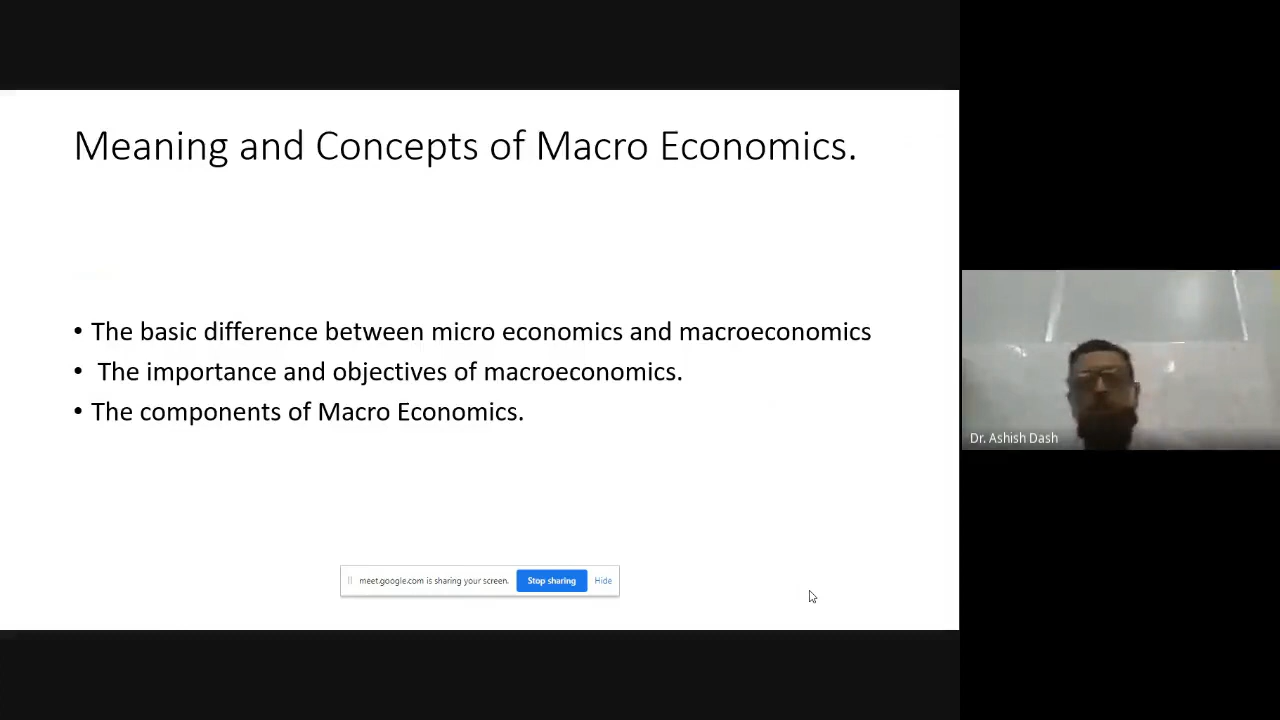 Meaning and Concepts of Macro Economics.
• The basic difference between micro economics and macroeconomics
• The importance and objectives of macroeconomics.
• The components of Macro Economics.
meet.google.com is sharing your screen. Stop sharing Hide
Dr. Ashish Dash